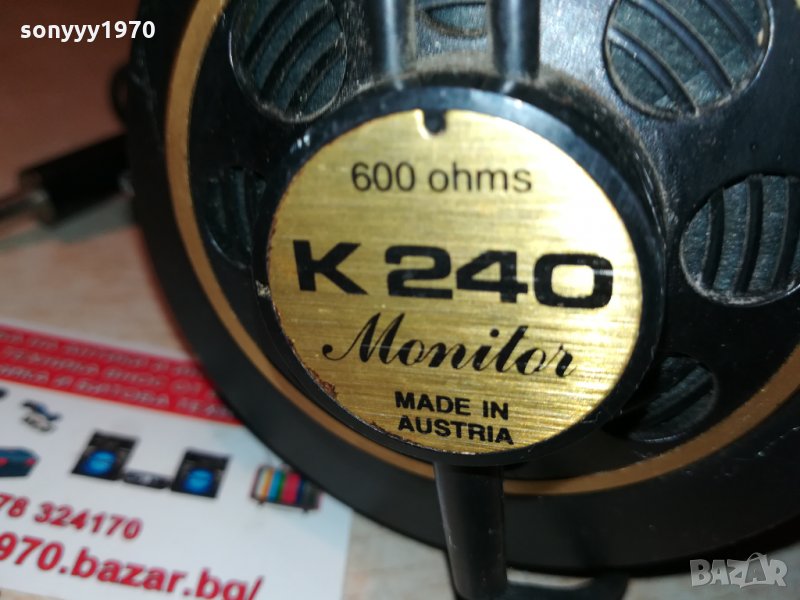 sonyyy1970
600 ohms
K 240
Monitor
MADE IN
AUSTRIA
78 324170
970.bazar.bg/
BAZAR